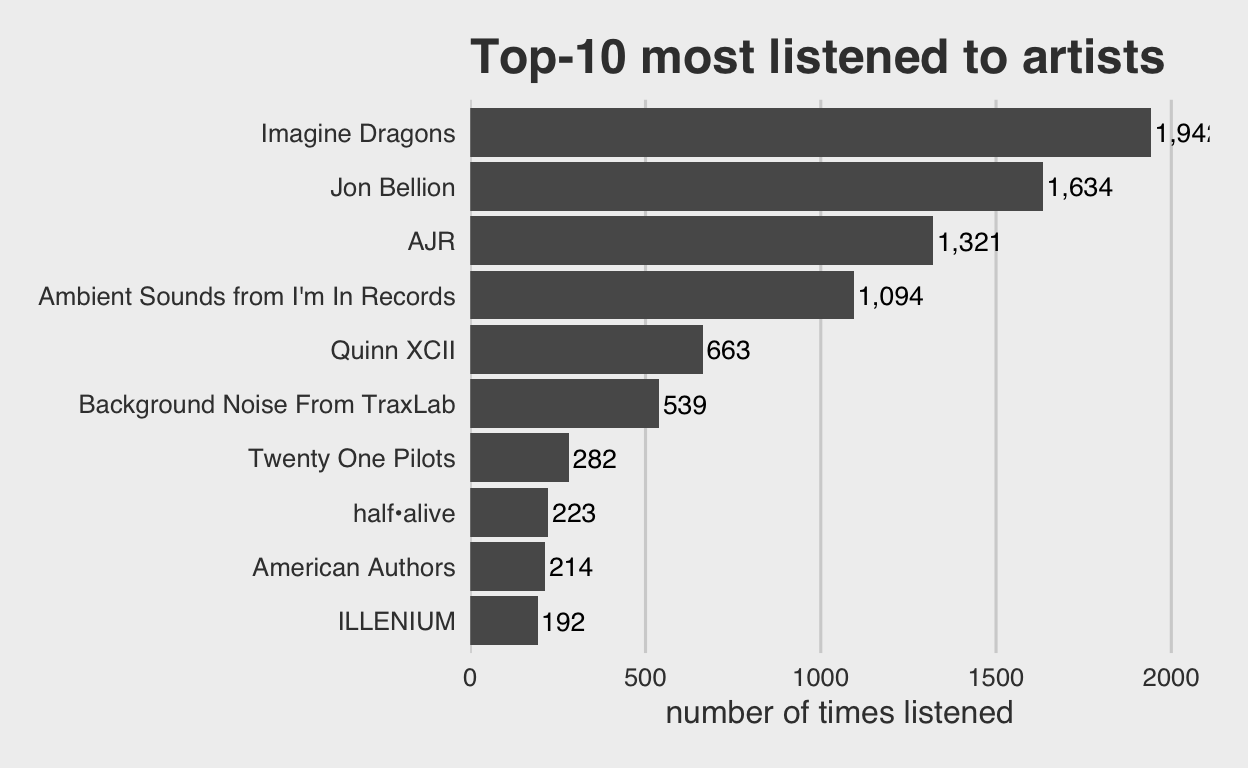 Top-10 most listened to artists
Imagine Dragons
Jon Bellion 1,634
AJR 1,321
Ambient Sounds from I'm In Records 1,094
Quinn XCII 663
Background Noise From TraxLab 539
Twenty One Pilots 282
half•alive 223
American Authors 214
ILLENIUM 192
0 500 1000 1500 2000
number of times listened